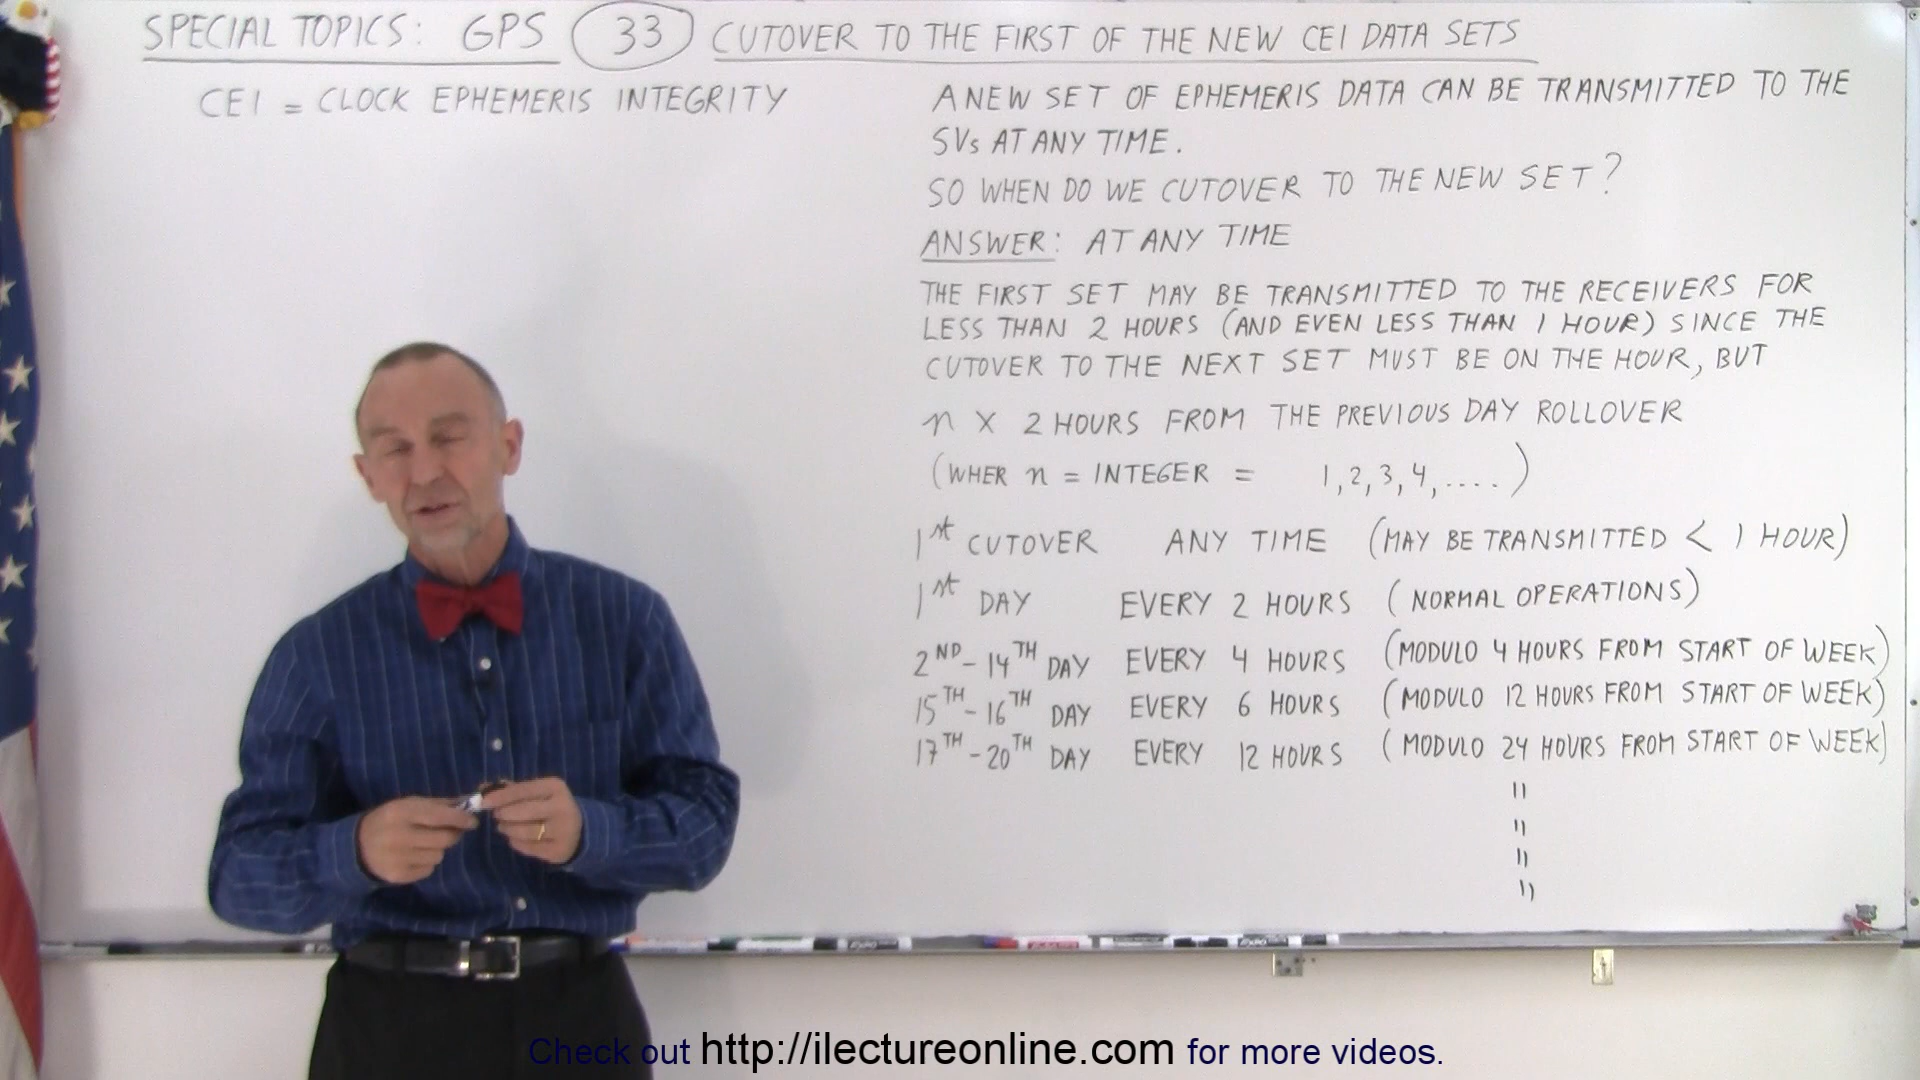 SPECIAL TOPICS: GPS 33 CUTOVER TO THE FIRST OF THE NEW CEI DATA SETS
CEI = CLOCK EPHEMERIS INTEGRITY
A NEW SET OF EPHEMERIS DATA CAN BE TRANSMITTED TO THE
SVs AT ANY TIME.
SO WHEN DO WE CUTOVER TO THE NEW SET?
ANSWER: AT ANY TIME
THE FIRST SET MAY BE TRANSMITTED TO THE RECEIVERS FOR
LESS THAN 2 HOURS (AND EVEN LESS THAN 1 HOUR) SINCE THE
CUTOVER TO THE NEXT SET MUST BE ON THE HOUR, BUT
n X 2 HOURS FROM THE PREVIOUS DAY ROLLOVER
(WHER n = INTEGER = 1, 2, 3, 4, ....)
1st CUTOVER ANY TIME (MAY BE TRANSMITTED < 1 HOUR)
1st DAY EVERY 2 HOURS (NORMAL OPERATIONS)
2ND - 14TH DAY EVERY 4 HOURS (MODULO 4 HOURS FROM START OF WEEK)
15TH - 16TH DAY EVERY 6 HOURS (MODULO 12 HOURS FROM START OF WEEK)
17TH - 20TH DAY EVERY 12 HOURS (MODULO 24 HOURS FROM START OF WEEK)
"
"
"
"
Check out http://ilectureonline.com for more videos.